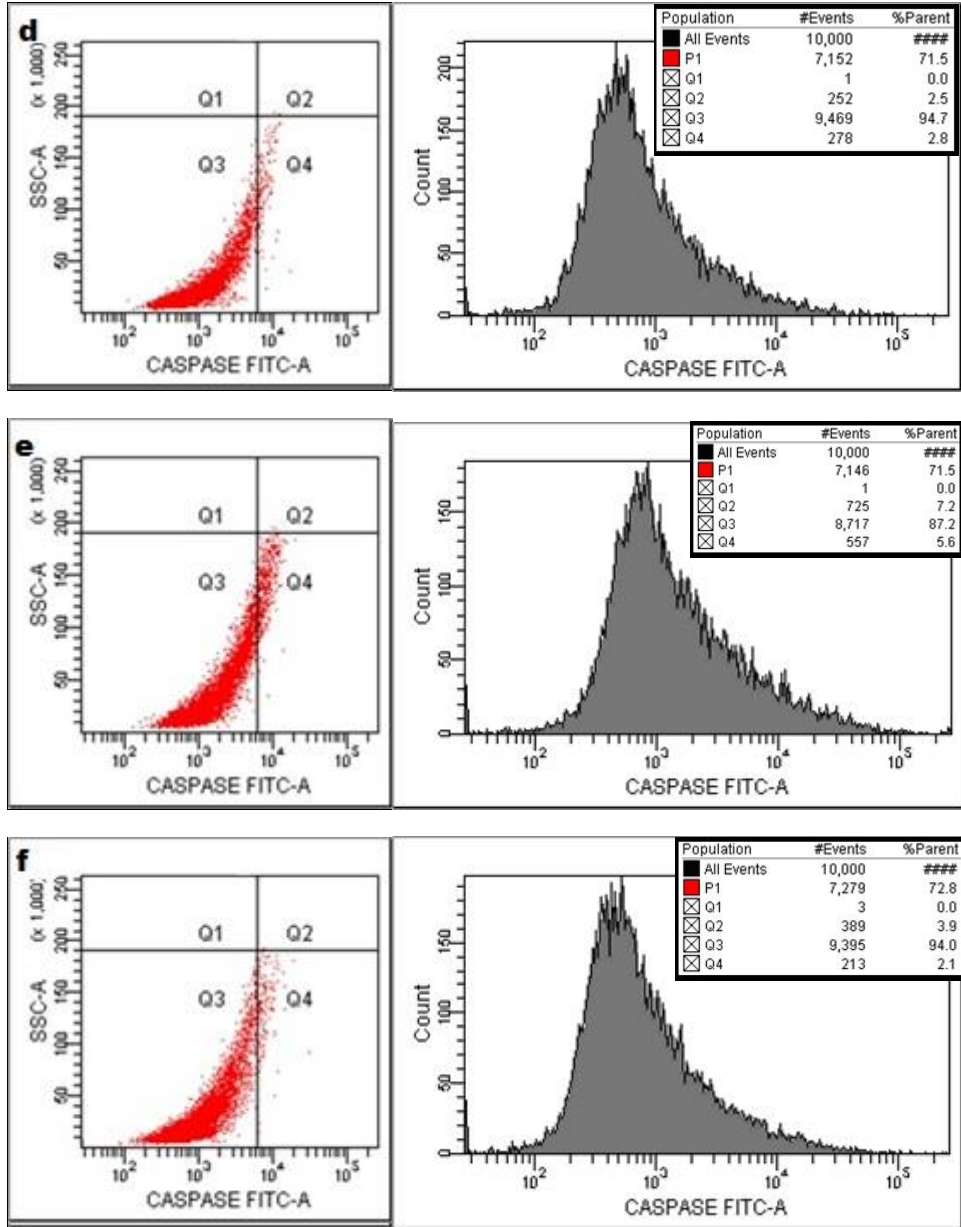 d
(x 1,000)
250
200
150
100
50
SSC-A
Q1 Q2
Q3 Q4
10² 10³ 10⁴ 10⁵
CASPASE FITC-A
200
150
100
50
0
Count
10² 10³ 10⁴ 10⁵
CASPASE FITC-A
Population #Events %Parent
All Events 10,000 ####
P1 7,152 71.5
Q1 1 0.0
Q2 252 2.5
Q3 9,469 94.7
Q4 278 2.8
e
(x 1,000)
250
200
150
100
50
SSC-A
Q1 Q2
Q3 Q4
10² 10³ 10⁴ 10⁵
CASPASE FITC-A
150
100
50
0
Count
10² 10³ 10⁴ 10⁵
CASPASE FITC-A
Population #Events %Parent
All Events 10,000 ####
P1 7,146 71.5
Q1 1 0.0
Q2 725 7.2
Q3 8,717 87.2
Q4 557 5.6
f
(x 1,000)
250
200
150
100
50
SSC-A
Q1 Q2
Q3 Q4
10² 10³ 10⁴ 10⁵
CASPASE FITC-A
150
100
50
0
Count
10² 10³ 10⁴ 10⁵
CASPASE FITC-A
Population #Events %Parent
All Events 10,000 ####
P1 7,279 72.8
Q1 3 0.0
Q2 389 3.9
Q3 9,395 94.0
Q4 213 2.1